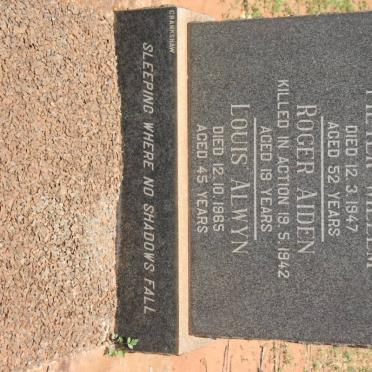 DIED 12.3.1947
AGED 52 YEARS
ROGER AIDEN
KILLED IN ACTION 19.5.1942
AGED 19 YEARS
LOUIS ALWYN
DIED 12.10.1965
AGED 45 YEARS
CRANKSHAW
SLEEPING WHERE NO SHADOWS FALL